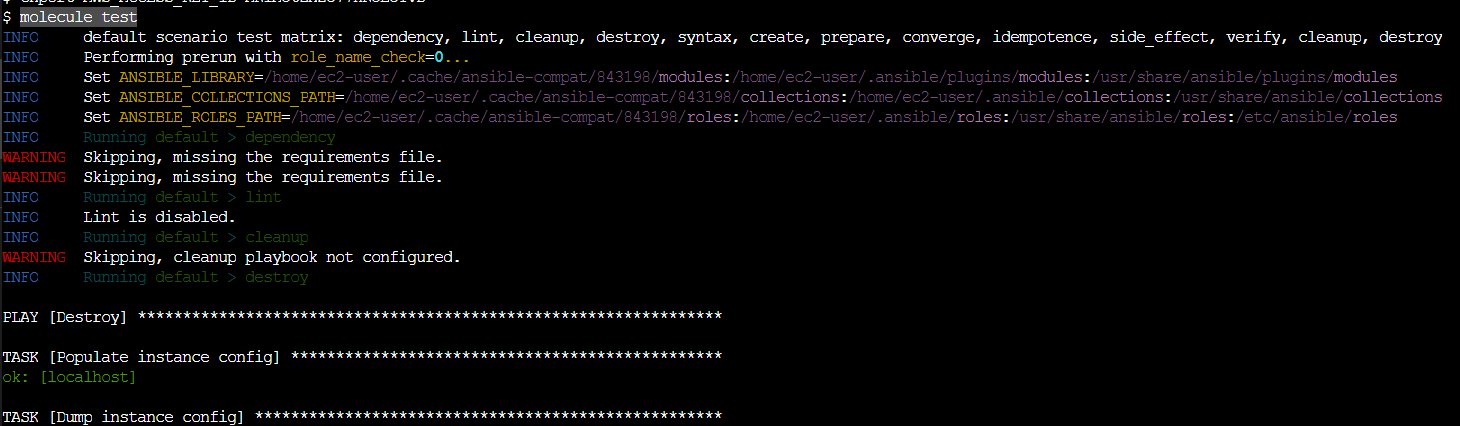 $ molecule test
INFO default scenario test matrix: dependency, lint, cleanup, destroy, syntax, create, prepare, converge, idempotence, side_effect, verify, cleanup, destroy
INFO Performing prerun with role_name_check=0...
INFO Set ANSIBLE_LIBRARY=/home/ec2-user/.cache/ansible-compat/843198/modules:/home/ec2-user/.ansible/plugins/modules:/usr/share/ansible/plugins/modules
INFO Set ANSIBLE_COLLECTIONS_PATH=/home/ec2-user/.cache/ansible-compat/843198/collections:/home/ec2-user/.ansible/collections:/usr/share/ansible/collections
INFO Set ANSIBLE_ROLES_PATH=/home/ec2-user/.cache/ansible-compat/843198/roles:/home/ec2-user/.ansible/roles:/usr/share/ansible/roles:/etc/ansible/roles
INFO Running default > dependency
WARNING Skipping, missing the requirements file.
WARNING Skipping, missing the requirements file.
INFO Running default > lint
INFO Lint is disabled.
INFO Running default > cleanup
WARNING Skipping, cleanup playbook not configured.
INFO Running default > destroy
PLAY [Destroy] *****************************************************************
TASK [Populate instance config] ************************************************
ok: [localhost]
TASK [Dump instance config] ****************************************************